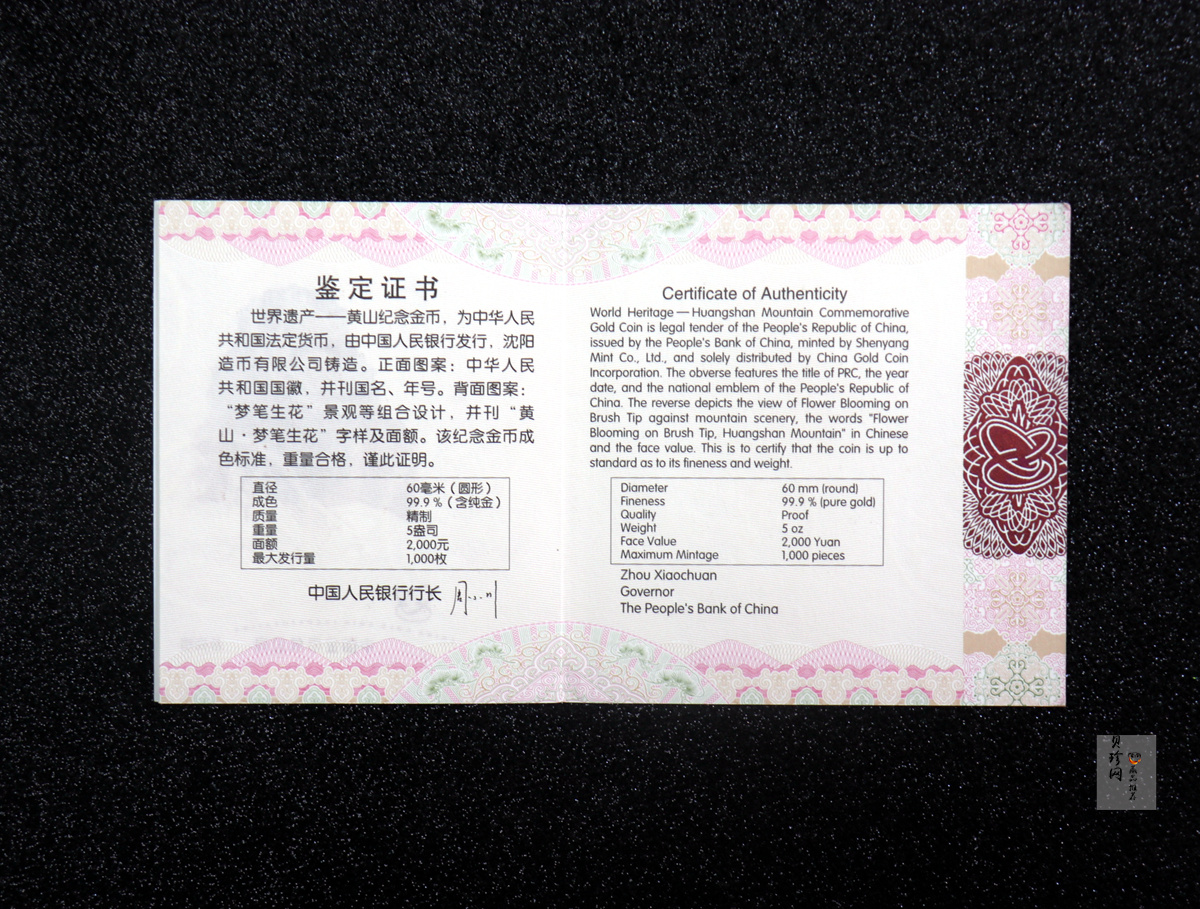 鉴定证书
世界遗产——黄山纪念金币，为中华人民
共和国法定货币，由中国人民银行发行，沈阳
造币有限公司铸造。正面图案：中华人民
共和国国徽，并刊国名、年号。背面图案：
“梦笔生花”景观等组合设计，并刊“黄
山·梦笔生花”字样及面额。该纪念金币成
色标准，重量合格，谨此证明。
直径 60毫米（圆形）
成色 99.9％（含纯金）
质量 精制
重量 5盎司
面额 2,000元
最大发行量 1,000枚
中国人民银行行长
Certificate of Authenticity
World Heritage — Huangshan Mountain Commemorative
Gold Coin is legal tender of the People's Republic of China,
issued by the People's Bank of China, minted by Shenyang
Mint Co., Ltd., and solely distributed by China Gold Coin
Incorporation. The obverse features the title of PRC, the year
date, and the national emblem of the People's Republic of
China. The reverse depicts the view of Flower Blooming on
Brush Tip against mountain scenery, the words "Flower
Blooming on Brush Tip, Huangshan Mountain" in Chinese
and the face value. This is to certify that the coin is up to
standard as to its fineness and weight.
Diameter 60 mm (round)
Fineness 99.9 % (pure gold)
Quality Proof
Weight 5 oz
Face Value 2,000 Yuan
Maximum Mintage 1,000 pieces
Zhou Xiaochuan
Governor
The People's Bank of China
贝珍网